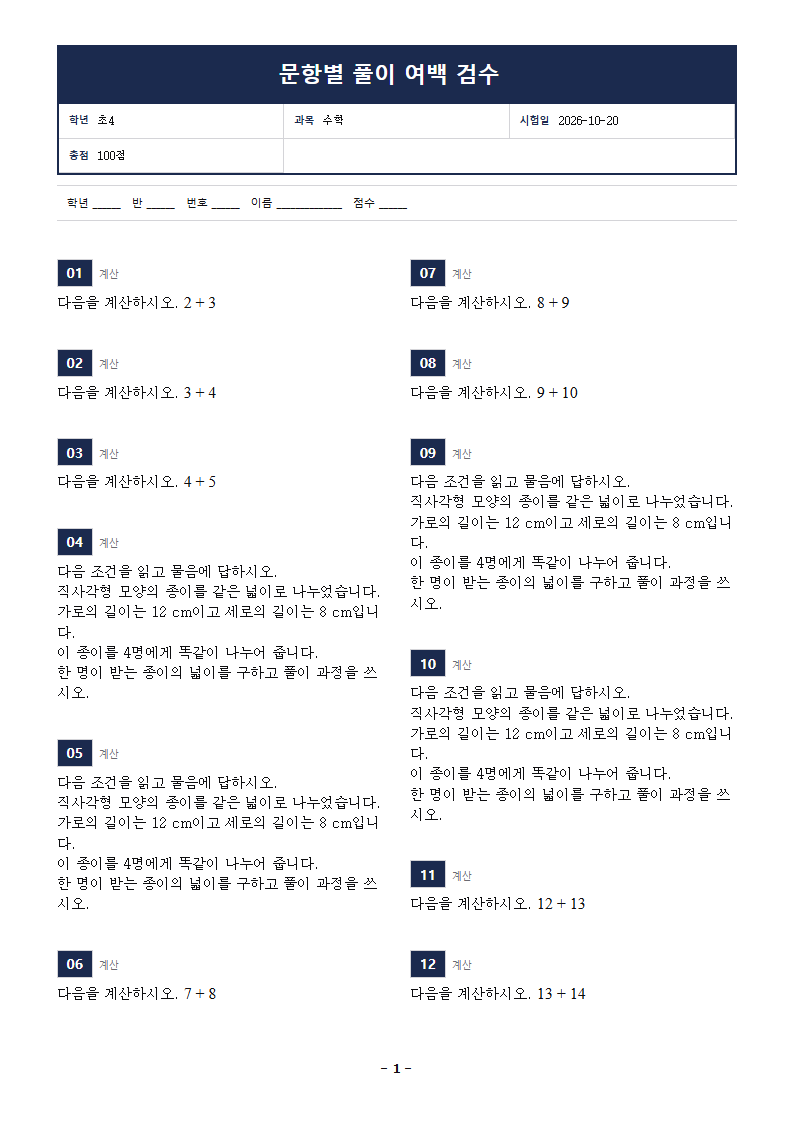 문항별 풀이 여백 검수
학년 초4 과목 수학 시험일 2026-10-20
총점 100점
학년 _____ 반 _____ 번호 _____ 이름 ____________ 점수 _____
01 계산
다음을 계산하시오. 2 + 3
02 계산
다음을 계산하시오. 3 + 4
03 계산
다음을 계산하시오. 4 + 5
04 계산
다음 조건을 읽고 물음에 답하시오.
직사각형 모양의 종이를 같은 넓이로 나누었습니다.
가로의 길이는 12 cm이고 세로의 길이는 8 cm입니
다.
이 종이를 4명에게 똑같이 나누어 줍니다.
한 명이 받는 종이의 넓이를 구하고 풀이 과정을 쓰
시오.
05 계산
다음 조건을 읽고 물음에 답하시오.
직사각형 모양의 종이를 같은 넓이로 나누었습니다.
가로의 길이는 12 cm이고 세로의 길이는 8 cm입니
다.
이 종이를 4명에게 똑같이 나누어 줍니다.
한 명이 받는 종이의 넓이를 구하고 풀이 과정을 쓰
시오.
06 계산
다음을 계산하시오. 7 + 8
07 계산
다음을 계산하시오. 8 + 9
08 계산
다음을 계산하시오. 9 + 10
09 계산
다음 조건을 읽고 물음에 답하시오.
직사각형 모양의 종이를 같은 넓이로 나누었습니다.
가로의 길이는 12 cm이고 세로의 길이는 8 cm입니
다.
이 종이를 4명에게 똑같이 나누어 줍니다.
한 명이 받는 종이의 넓이를 구하고 풀이 과정을 쓰
시오.
10 계산
다음 조건을 읽고 물음에 답하시오.
직사각형 모양의 종이를 같은 넓이로 나누었습니다.
가로의 길이는 12 cm이고 세로의 길이는 8 cm입니
다.
이 종이를 4명에게 똑같이 나누어 줍니다.
한 명이 받는 종이의 넓이를 구하고 풀이 과정을 쓰
시오.
11 계산
다음을 계산하시오. 12 + 13
12 계산
다음을 계산하시오. 13 + 14
- 1 -